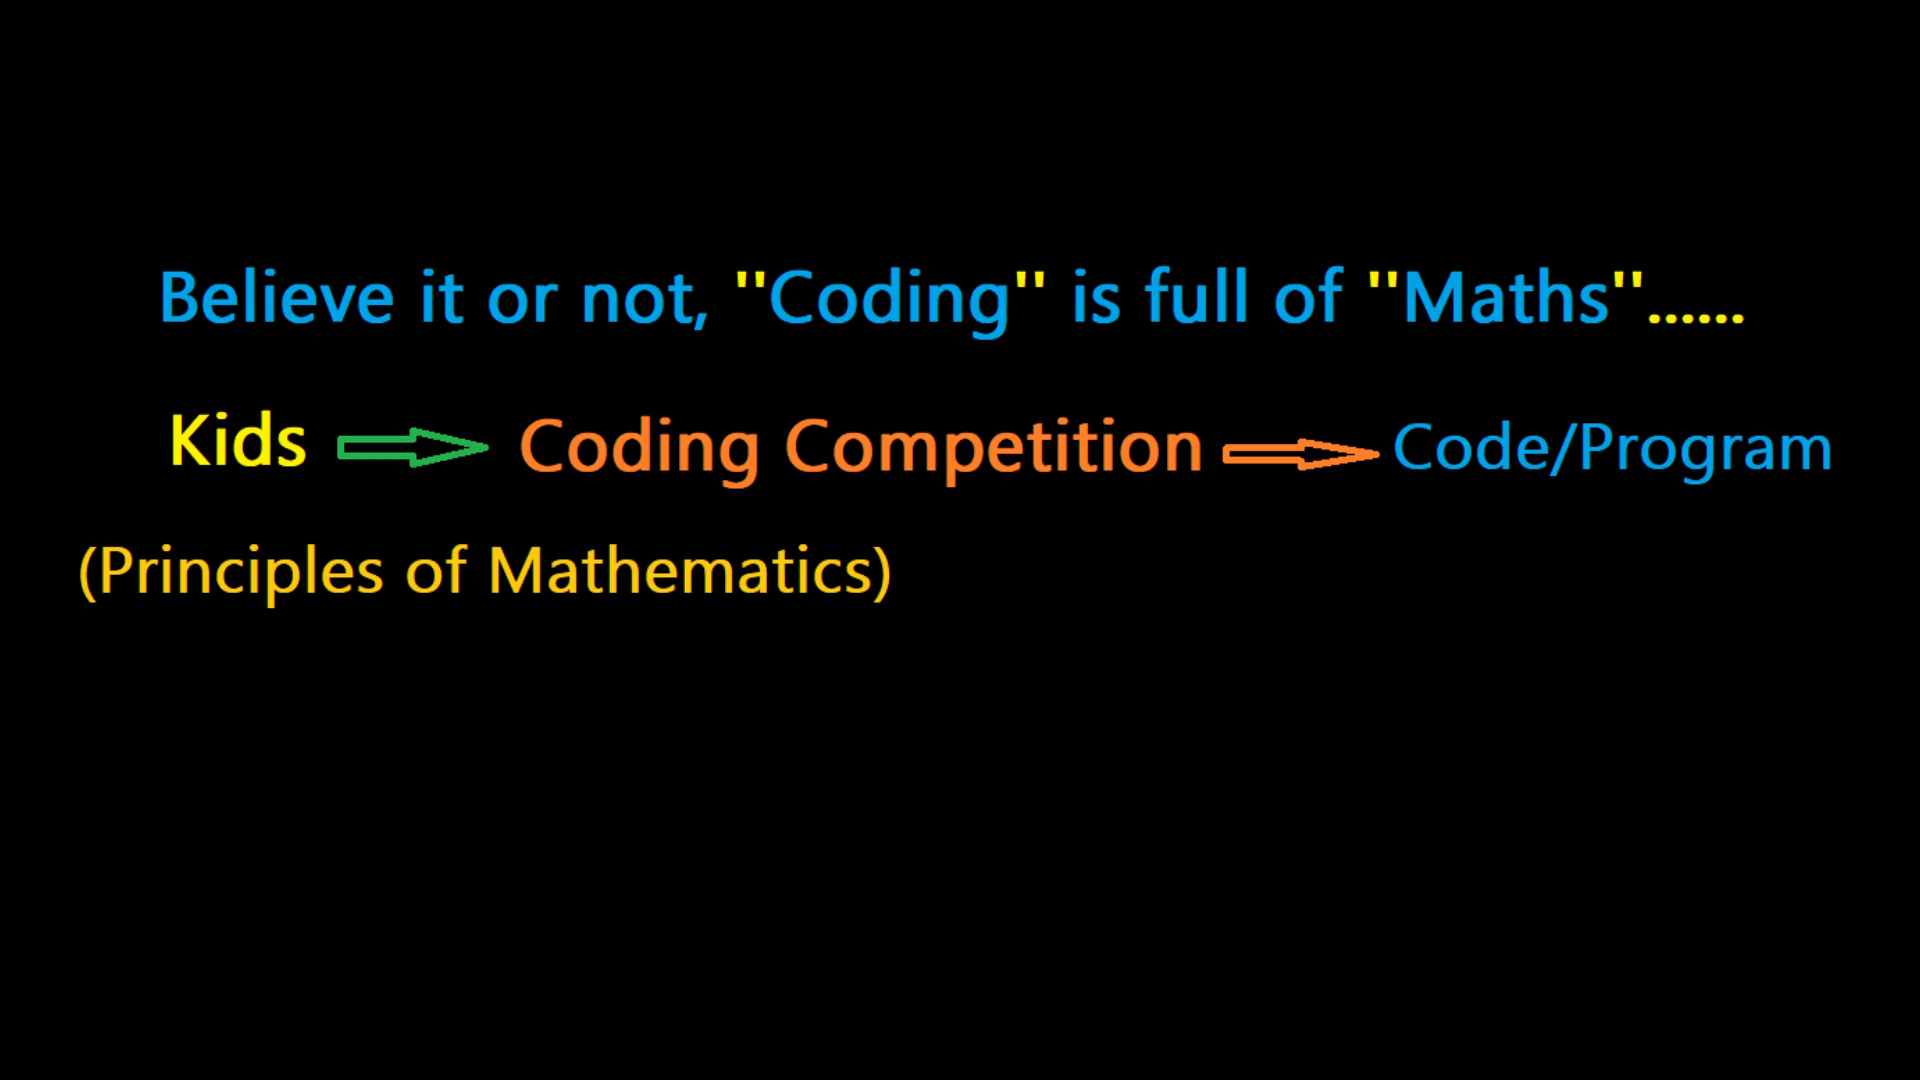 Believe it or not, "Coding" is full of "Maths"......
Kids Coding Competition Code/Program
(Principles of Mathematics)